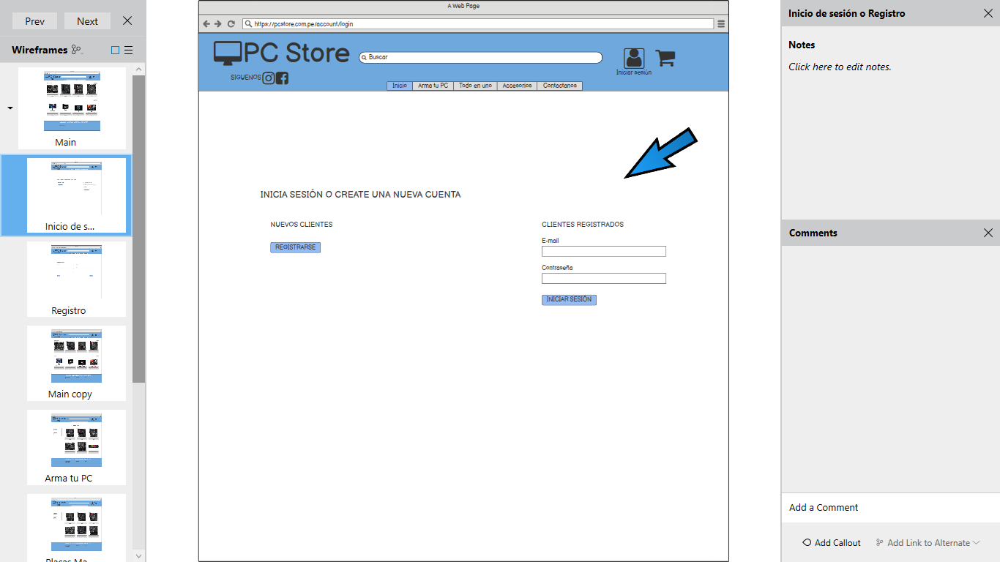 Prev
Next
Wireframes
Main
Inicio de s...
Registro
Main copy
Arma tu PC
A Web Page
https://pcstore.com.pe/account/login
PC Store
Buscar
SIGUENOS
Iniciar sesión
Inicio
Arma tu PC
Todo en uno
Accesorios
Contactanos
INICIA SESIÓN O CREATE UNA NUEVA CUENTA
NUEVOS CLIENTES
REGISTRARSE
CLIENTES REGISTRADOS
E-mail
Contraseña
INICIAR SESIÓN
Inicio de sesión o Registro
Notes
Click here to edit notes.
Comments
Add a Comment
Add Callout
Add Link to Alternate